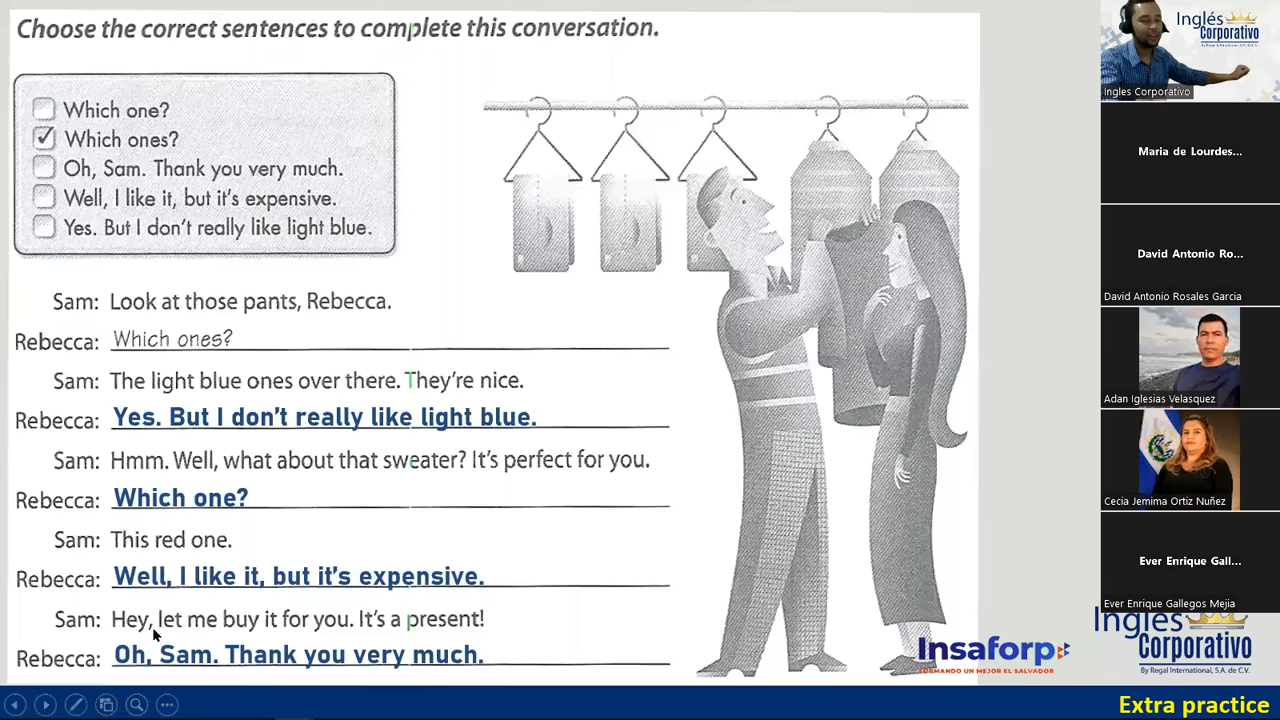 Choose the correct sentences to complete this conversation.
Which one?
Which ones?
Oh, Sam. Thank you very much.
Well, I like it, but it's expensive.
Yes. But I don't really like light blue.
Sam: Look at those pants, Rebecca.
Rebecca: Which ones?
Sam: The light blue ones over there. They're nice.
Rebecca: Yes. But I don't really like light blue.
Sam: Hmm. Well, what about that sweater? It's perfect for you.
Rebecca: Which one?
Sam: This red one.
Rebecca: Well, I like it, but it's expensive.
Sam: Hey, let me buy it for you. It's a present!
Rebecca: Oh, Sam. Thank you very much.
Insaforp
FORMANDO UN MEJOR EL SALVADOR
Inglés
Corporativo
By Regal International, S.A. de C.V.
Extra practice
Inglés
Corporativo
By Regal International, S.A. de C.V.
Ingles Corporativo
Maria de Lourdes...
David Antonio Ro...
David Antonio Rosales Garcia
Adan Iglesias Velasquez
Cecia Jemima Ortiz Nuñez
Ever Enrique Gall...
Ever Enrique Gallegos Mejia